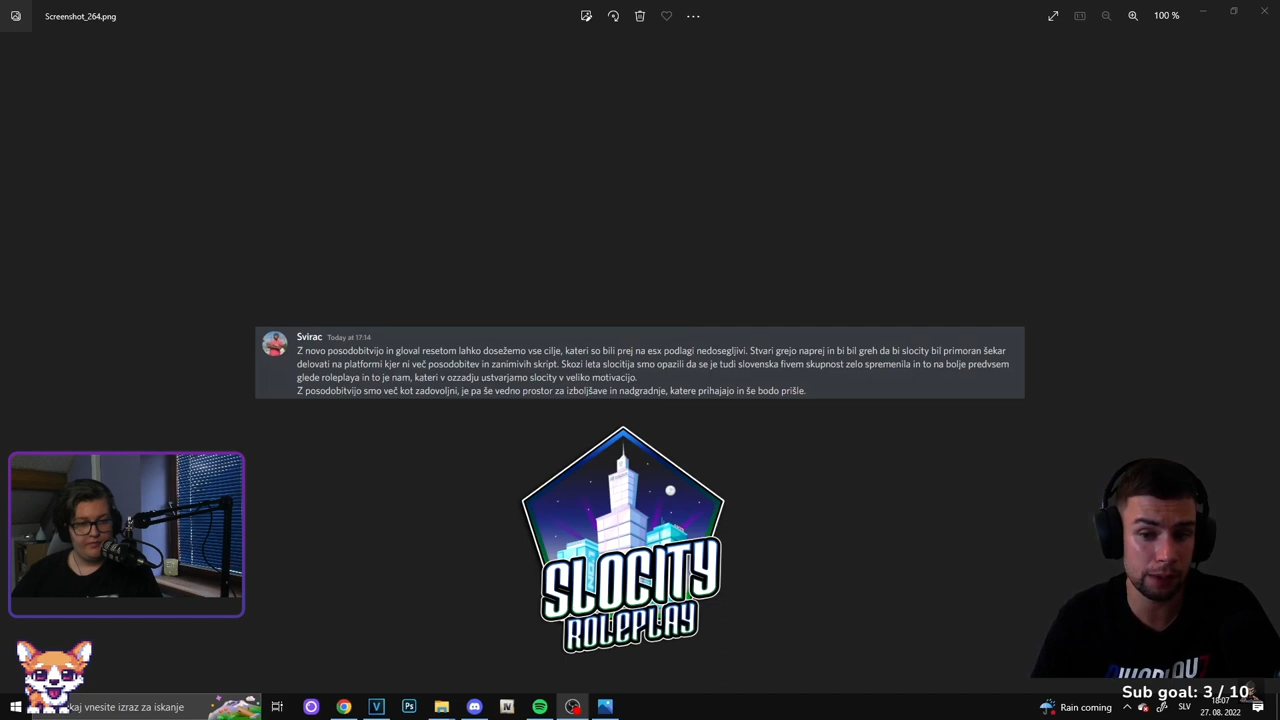 Screenshot_264.png
100 %
Svirac Today at 17:14
Z novo posodobitvijo in gloval resetom lahko dosežemo vse cilje, kateri so bili prej na esx podlagi nedosegljivi. Stvari grejo naprej in bi bil greh da bi slocity bil primoran šekar
delovati na platformi kjer ni več posodobitev in zanimivih skript. Skozi leta slocitija smo opazili da se je tudi slovenska fivem skupnost zelo spremenila in to na bolje predvsem
glede roleplaya in to je nam, kateri v ozzadju ustvarjamo slocity v veliko motivacijo.
Z posodobitvijo smo več kot zadovoljni, je pa še vedno prostor za izboljšave in nadgradnje, katere prihajajo in še bodo prišle.
SLOCITY
ROLEPLAY
Sub goal: 3 / 10
kaj vnesite izraz za iskanje
V
Ps
N
Rain coming
SLV
18:07
27. 08. 2022